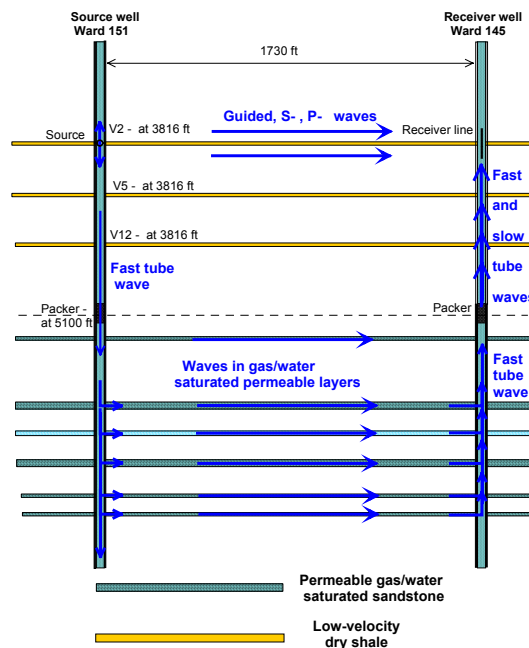 Source well
Ward 151
Receiver well
Ward 145
1730 ft
V2 - at 3816 ft
Guided, S- , P- waves
Source
Receiver line
V5 - at 3816 ft
Fast
and
slow
tube
waves
V12 - at 3816 ft
Fast tube
wave
Packer -
at 5100 ft
Packer
Waves in gas/water
saturated permeable layers
Fast
tube
wave
Permeable gas/water
saturated sandstone
Low-velocity
dry shale